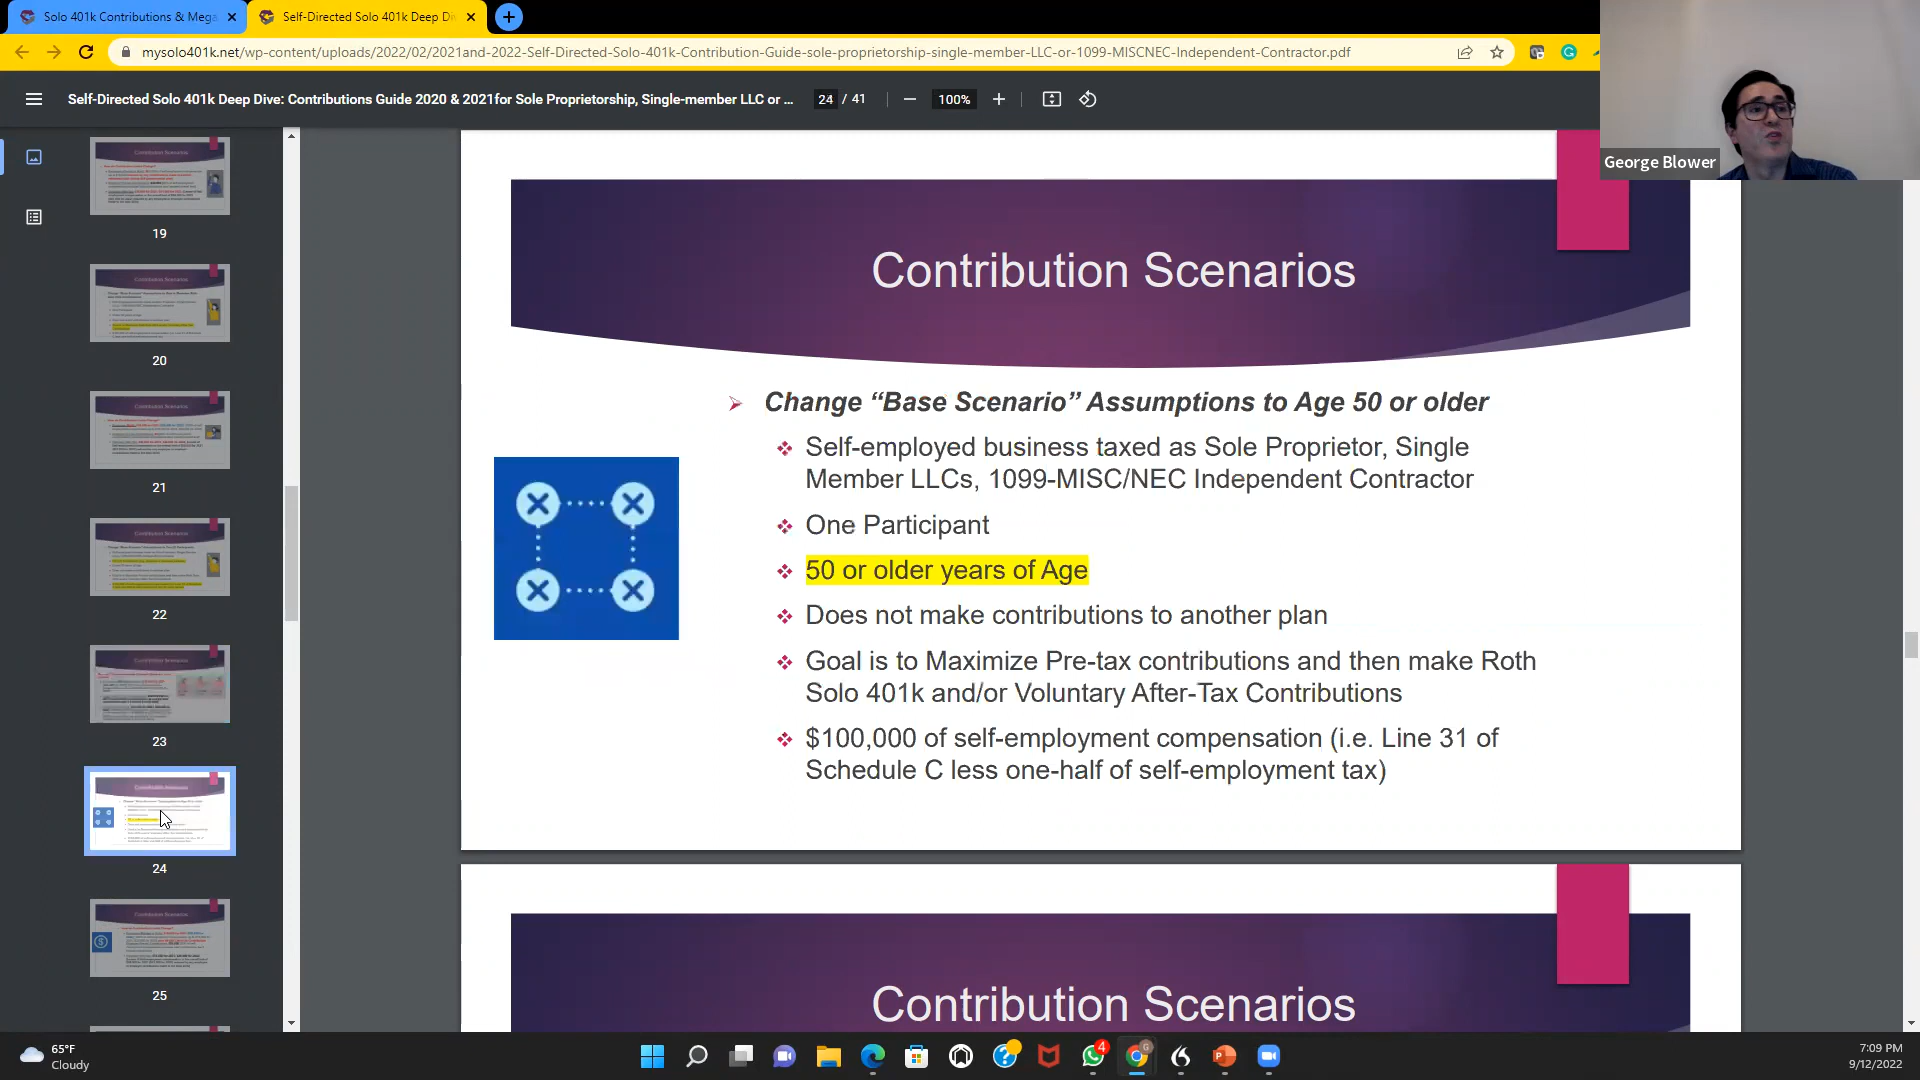 Solo 401k Contributions & Mega
Self-Directed Solo 401k Deep Di
mysolo401k.net/wp-content/uploads/2022/02/2021and-2022-Self-Directed-Solo-401k-Contribution-Guide-sole-proprietorship-single-member-LLC-or-1099-MISCNEC-Independent-Contractor.pdf
Self-Directed Solo 401k Deep Dive: Contributions Guide 2020 & 2021for Sole Proprietorship, Single-member LLC or ...
24 / 41
100%
George Blower
19
20
21
22
23
24
25
Contribution Scenarios
Change “Base Scenario” Assumptions to Age 50 or older
Self-employed business taxed as Sole Proprietor, Single
Member LLCs, 1099-MISC/NEC Independent Contractor
One Participant
50 or older years of Age
Does not make contributions to another plan
Goal is to Maximize Pre-tax contributions and then make Roth
Solo 401k and/or Voluntary After-Tax Contributions
$100,000 of self-employment compensation (i.e. Line 31 of
Schedule C less one-half of self-employment tax)
Contribution Scenarios
65°F
Cloudy
4
7:09 PM
9/12/2022